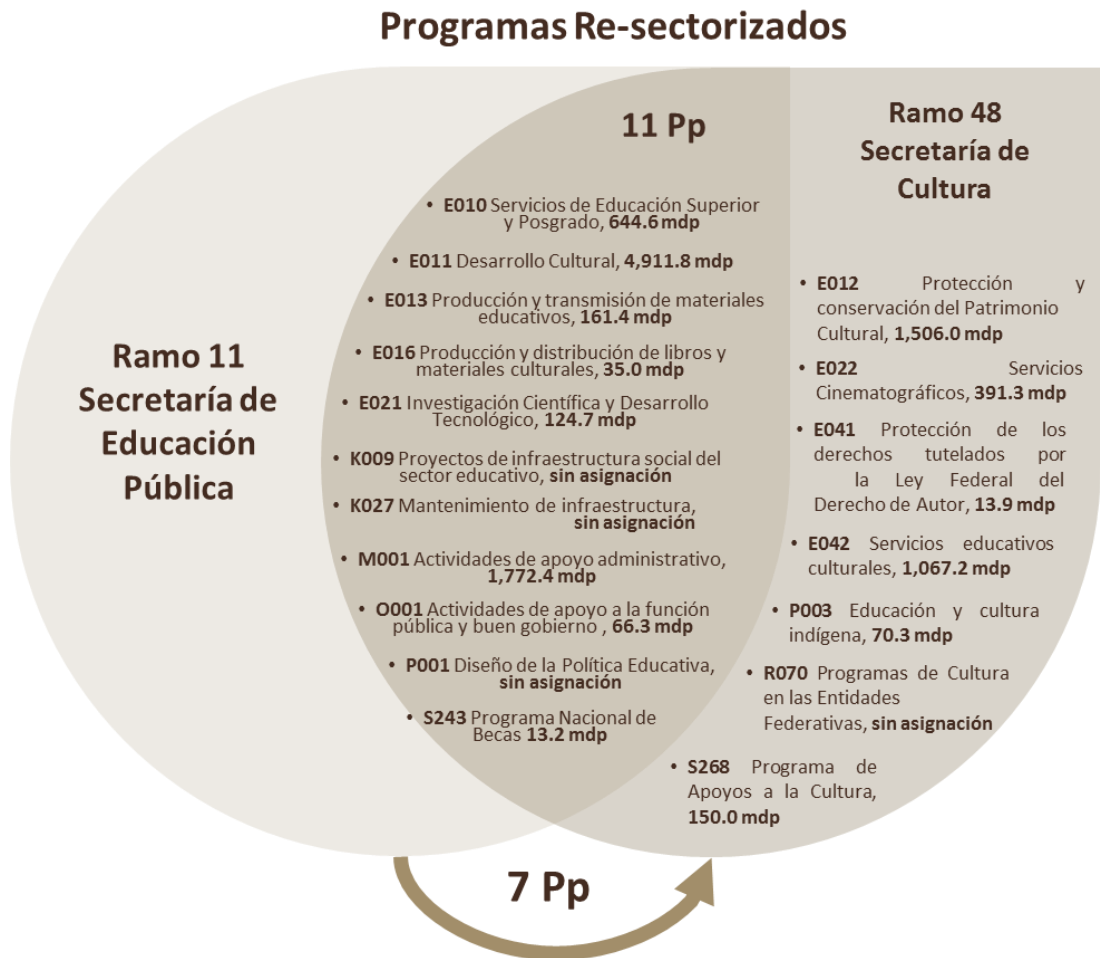 Programas Re-sectorizados
11 Pp
Ramo 11
Secretaría de
Educación
Pública
• E010 Servicios de Educación Superior
y Posgrado, 644.6 mdp
• E011 Desarrollo Cultural, 4,911.8 mdp
• E013 Producción y transmisión de materiales
educativos, 161.4 mdp
• E016 Producción y distribución de libros y
materiales culturales, 35.0 mdp
• E021 Investigación Científica y Desarrollo
Tecnológico, 124.7 mdp
• K009 Proyectos de infraestructura social del
sector educativo, sin asignación
• K027 Mantenimiento de infraestructura,
sin asignación
• M001 Actividades de apoyo administrativo,
1,772.4 mdp
• O001 Actividades de apoyo a la función
pública y buen gobierno , 66.3 mdp
• P001 Diseño de la Política Educativa,
sin asignación
• S243 Programa Nacional de
Becas 13.2 mdp
Ramo 48
Secretaría de
Cultura
• E012 Protección y
conservación del Patrimonio
Cultural, 1,506.0 mdp
• E022 Servicios
Cinematográficos, 391.3 mdp
• E041 Protección de los
derechos tutelados por
la Ley Federal del
Derecho de Autor, 13.9 mdp
• E042 Servicios educativos
culturales, 1,067.2 mdp
• P003 Educación y cultura
indígena, 70.3 mdp
• R070 Programas de Cultura
en las Entidades
Federativas, sin asignación
• S268 Programa de
Apoyos a la Cultura,
150.0 mdp
7 Pp